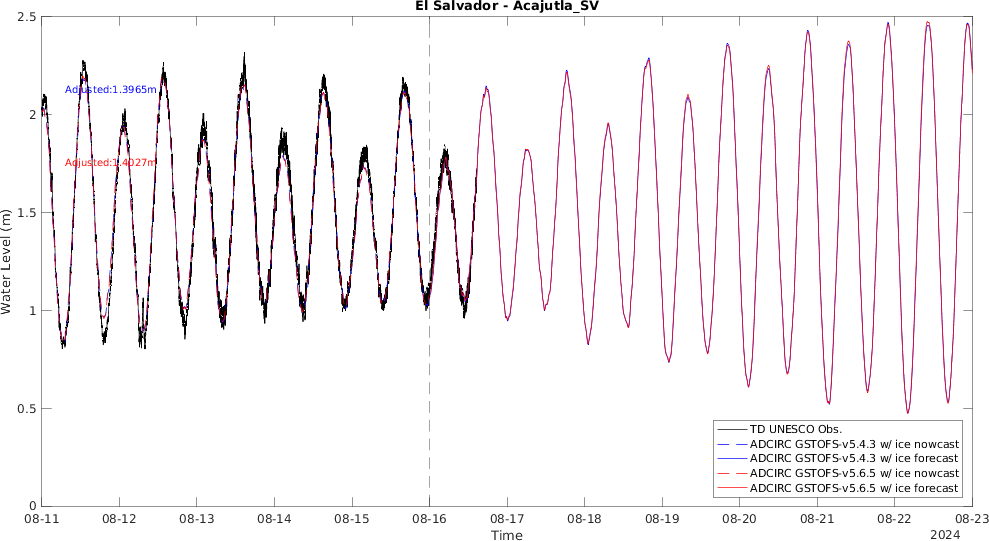 El Salvador - Acajutla_SV
2.5
2
1.5
1
0.5
0
Water Level (m)
Adjusted:1.3965m
Adjusted:1.4027m
TD UNESCO Obs.
ADCIRC GSTOFS-v5.4.3 w/ ice nowcast
ADCIRC GSTOFS-v5.4.3 w/ ice forecast
ADCIRC GSTOFS-v5.6.5 w/ ice nowcast
ADCIRC GSTOFS-v5.6.5 w/ ice forecast
08-11 08-12 08-13 08-14 08-15 08-16 08-17 08-18 08-19 08-20 08-21 08-22 08-23
Time
2024